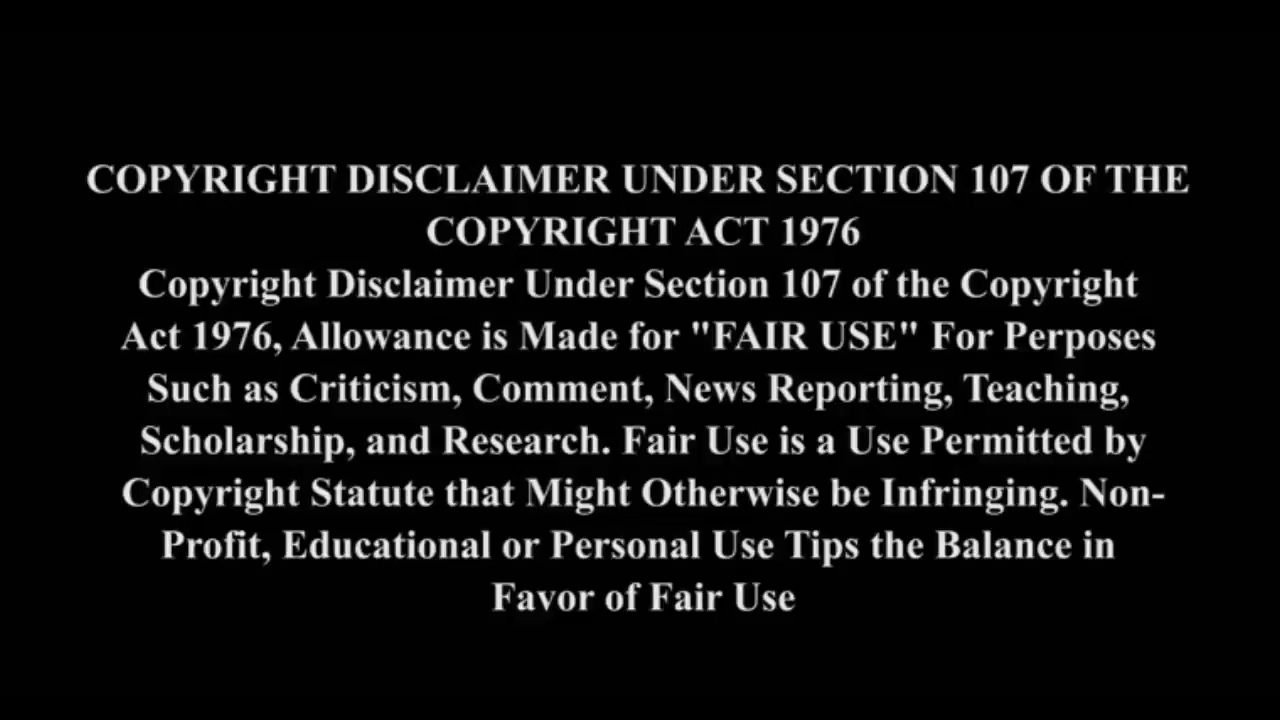 COPYRIGHT DISCLAIMER UNDER SECTION 107 OF THE
COPYRIGHT ACT 1976
Copyright Disclaimer Under Section 107 of the Copyright
Act 1976, Allowance is Made for "FAIR USE" For Perposes
Such as Criticism, Comment, News Reporting, Teaching,
Scholarship, and Research. Fair Use is a Use Permitted by
Copyright Statute that Might Otherwise be Infringing. Non-
Profit, Educational or Personal Use Tips the Balance in
Favor of Fair Use